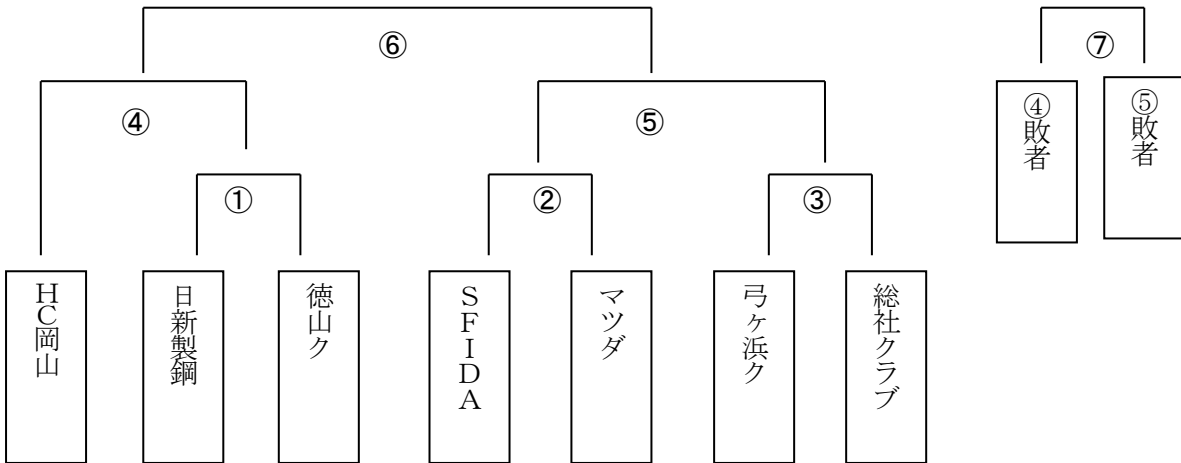 ⑥
⑦
④
⑤
①
②
③
④敗者
⑤敗者
HC岡山
日新製鋼
徳山ク
SFIDA
マツダ
弓ヶ浜ク
総社クラブ